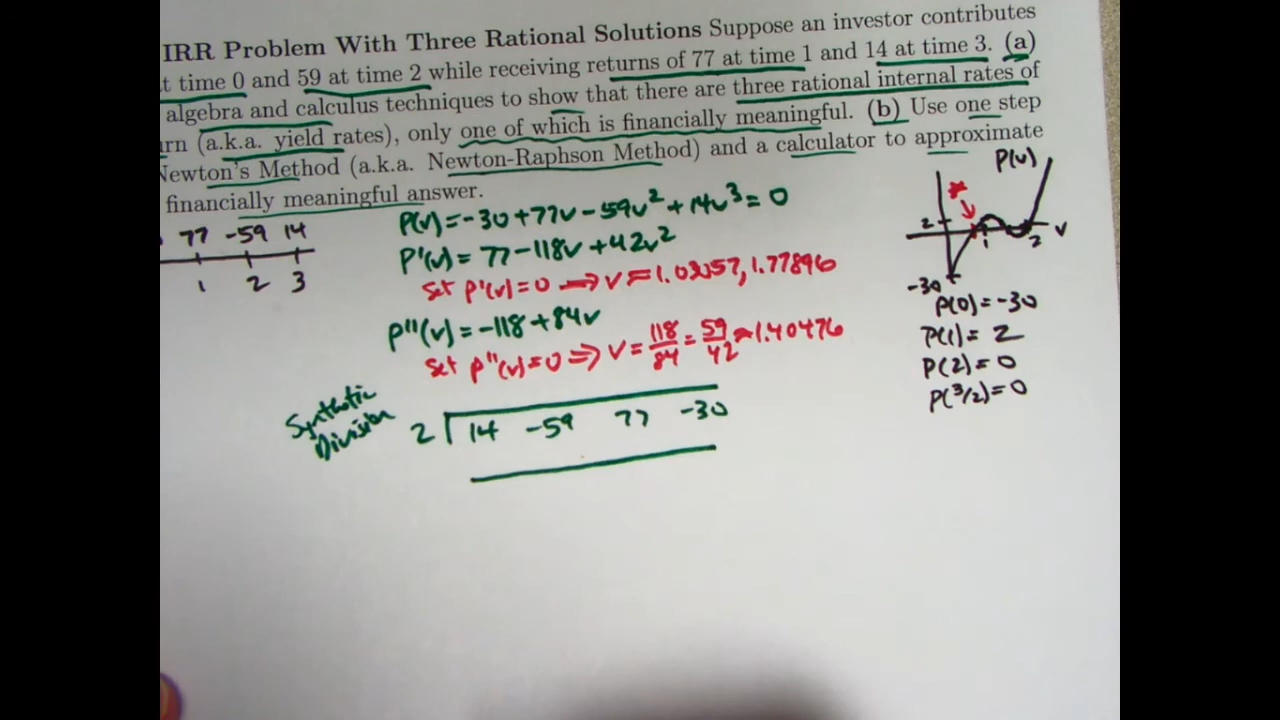 IRR Problem With Three Rational Solutions Suppose an investor contributes
t time 0 and 59 at time 2 while receiving returns of 77 at time 1 and 14 at time 3. (a)
algebra and calculus techniques to show that there are three rational internal rates of
rn (a.k.a. yield rates), only one of which is financially meaningful. (b) Use one step
Newton's Method (a.k.a. Newton-Raphson Method) and a calculator to approximate
financially meaningful answer.
77 -59 14
1 2 3
P(v)=-30+77v-59v²+14v³=0
P'(v)=77-118v+42v²
Set P'(v)=0 ⟹ v≈1.03057,1.77896
P''(v)=-118+84v
Set P''(v)=0 ⟹ v=118/84=59/42≈1.40476
Synthetic
Division
2 14 -59 77 -30
P(v)
2
1 2 v
-30
P(0)=-30
P(1)=2
P(2)=0
P(3/2)=0